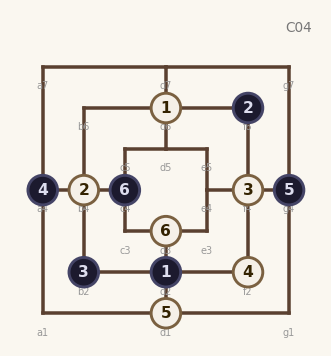 C04
a7 d7 g7
1 2
b6 d6 f6
c5 d5 e5
4 2 6 3 5
a4 b4 c4 e4 f4 g4
6
c3 d3 e3
3 1 4
b2 d2 f2
5
a1 d1 g1